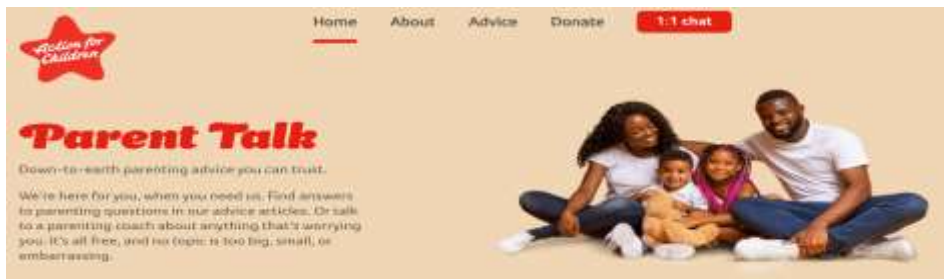 Home About Advice Donate 1:1 chat
Action for
Children
Parent Talk
Down-to-earth parenting advice you can trust.
We're here for you, when you need us. Find answers
to parenting questions in our advice articles. Or talk
to a parenting coach about anything that's worrying
you. It's all free, and no topic is too big, small, or
embarrassing.